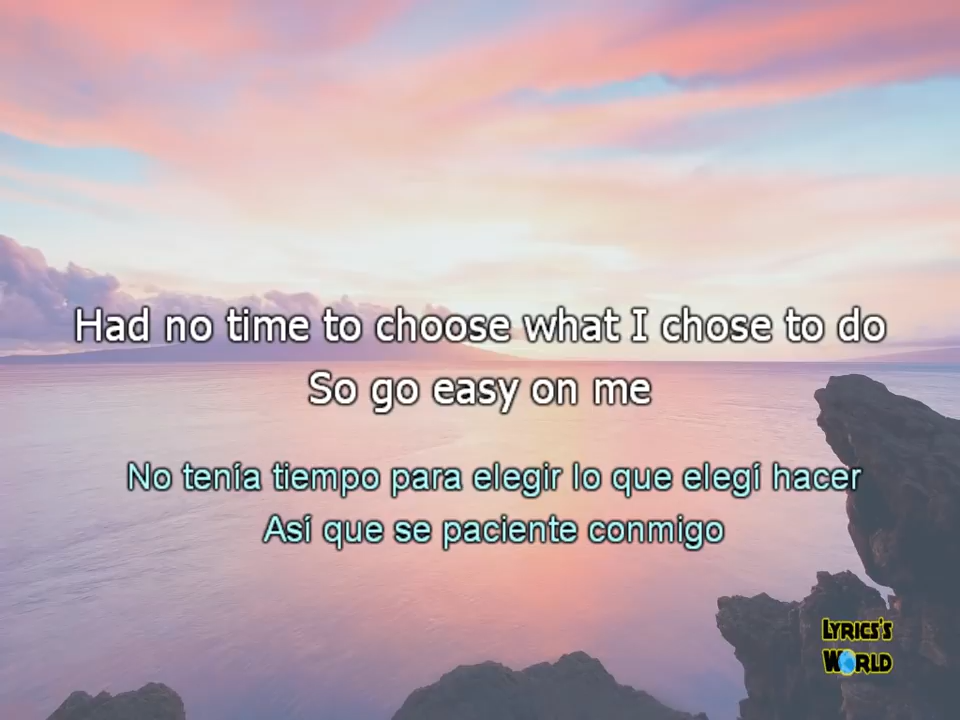 Had no time to choose what I chose to do
So go easy on me
No tenía tiempo para elegir lo que elegí hacer
Así que se paciente conmigo
LYRICS'S
WORLD